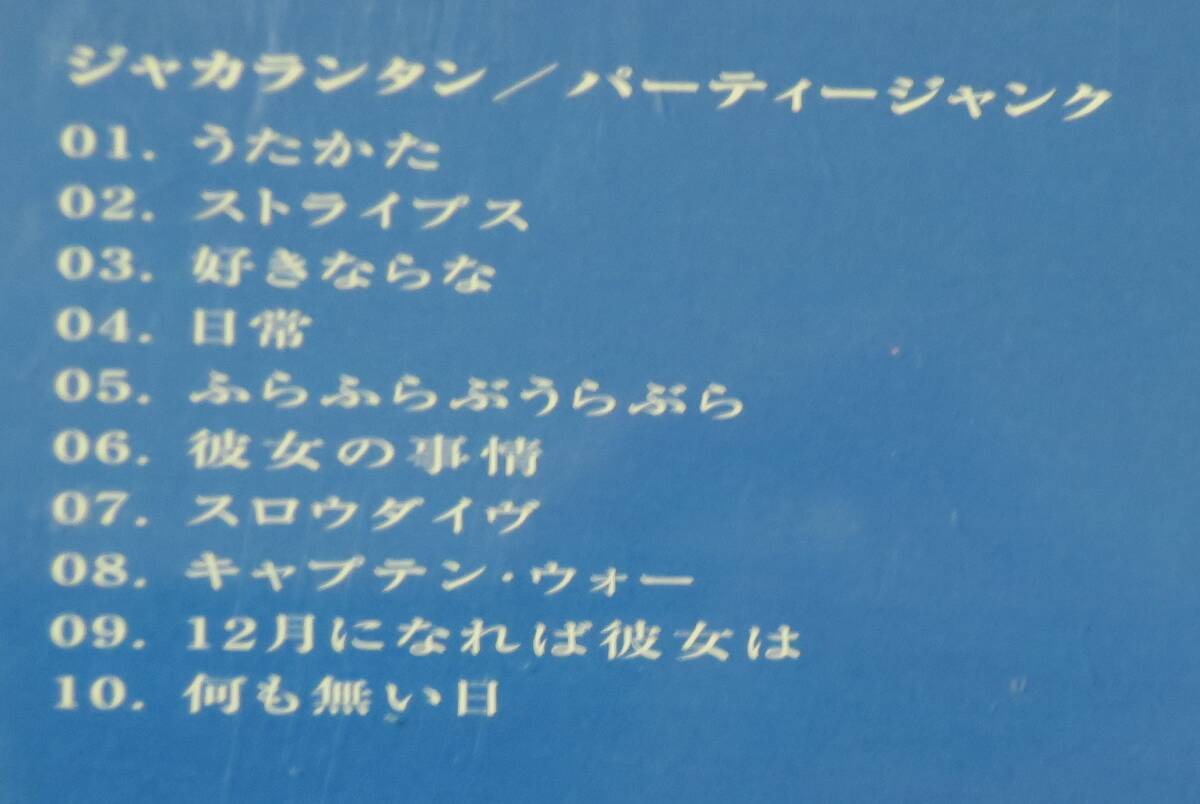 ジャカランタン／パーティージャンク
01. うたかた
02. ストライプス
03. 好きならな
04. 日常
05. ふらふらぶうらぶら
06. 彼女の事情
07. スロウダイヴ
08. キャプテン・ウォー
09. 12月になれば彼女は
10. 何も無い日